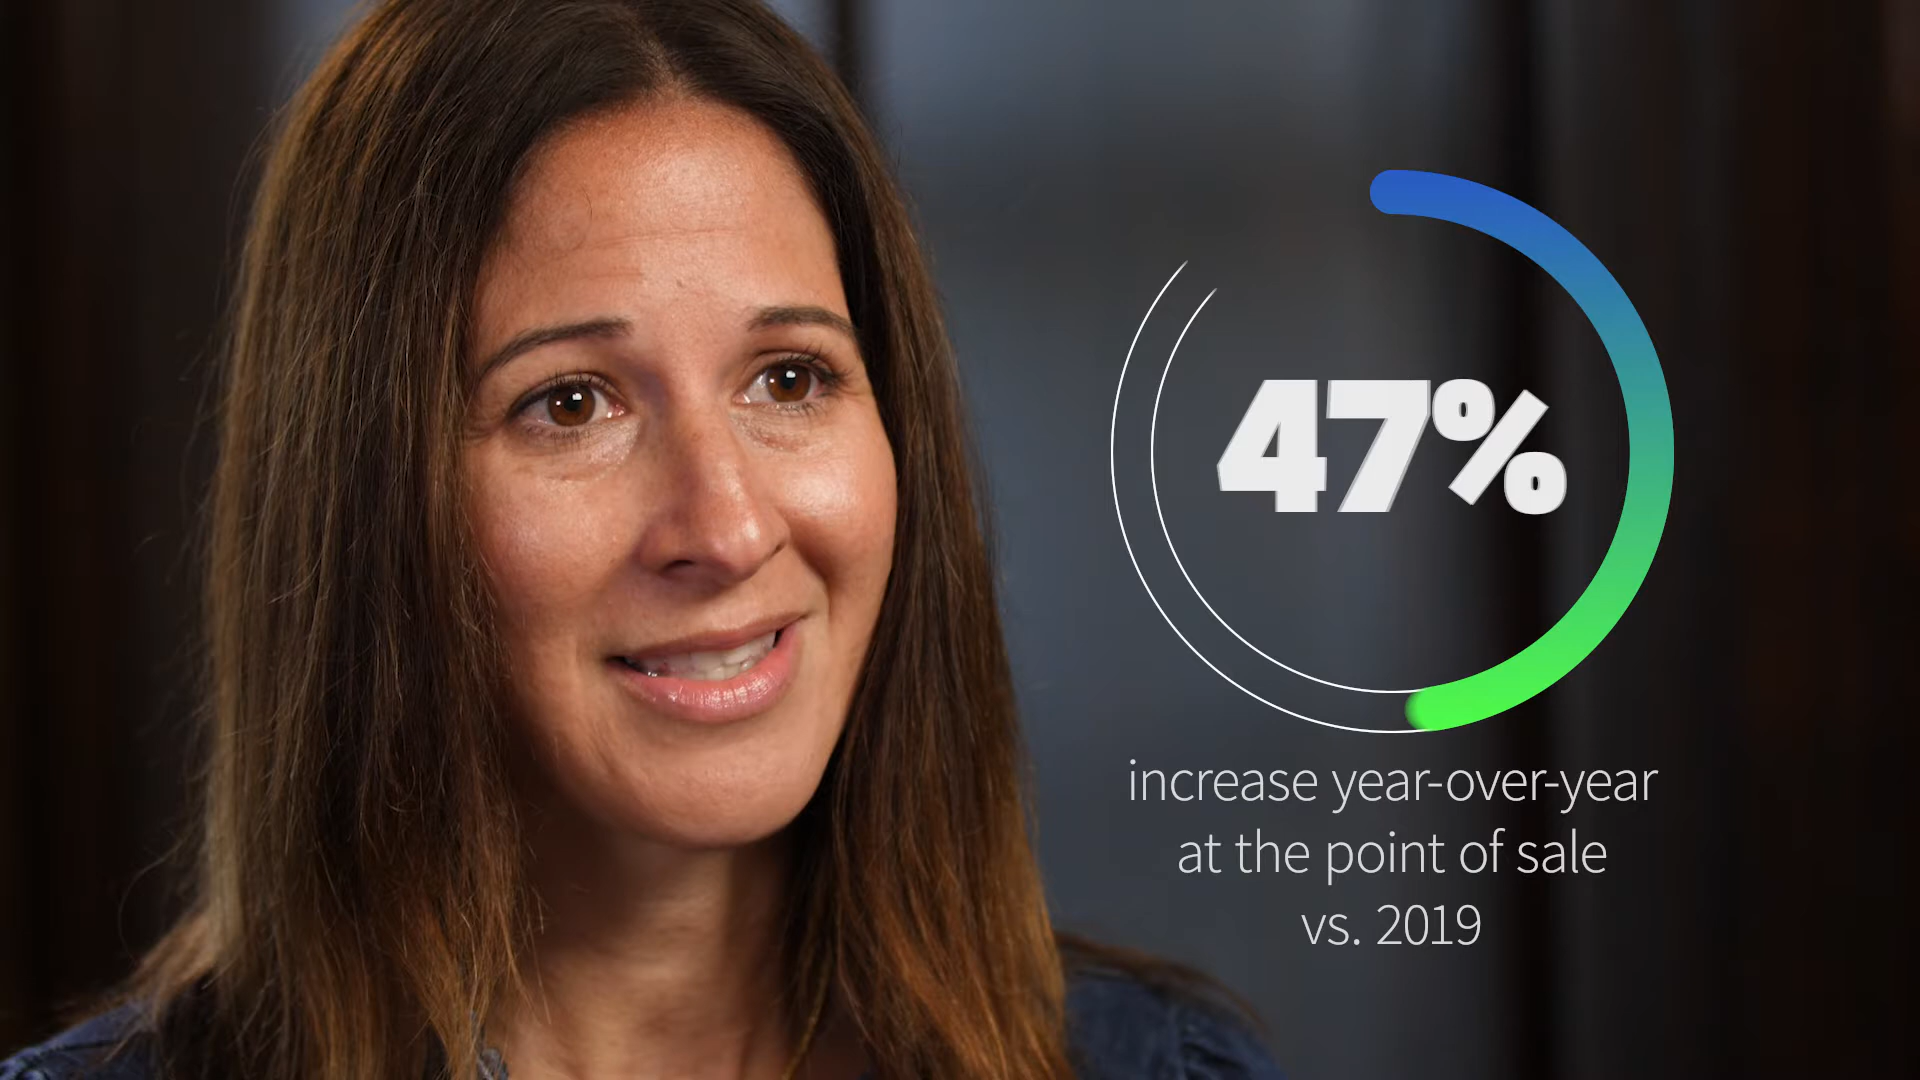 47%
increase year-over-year
at the point of sale
vs. 2019